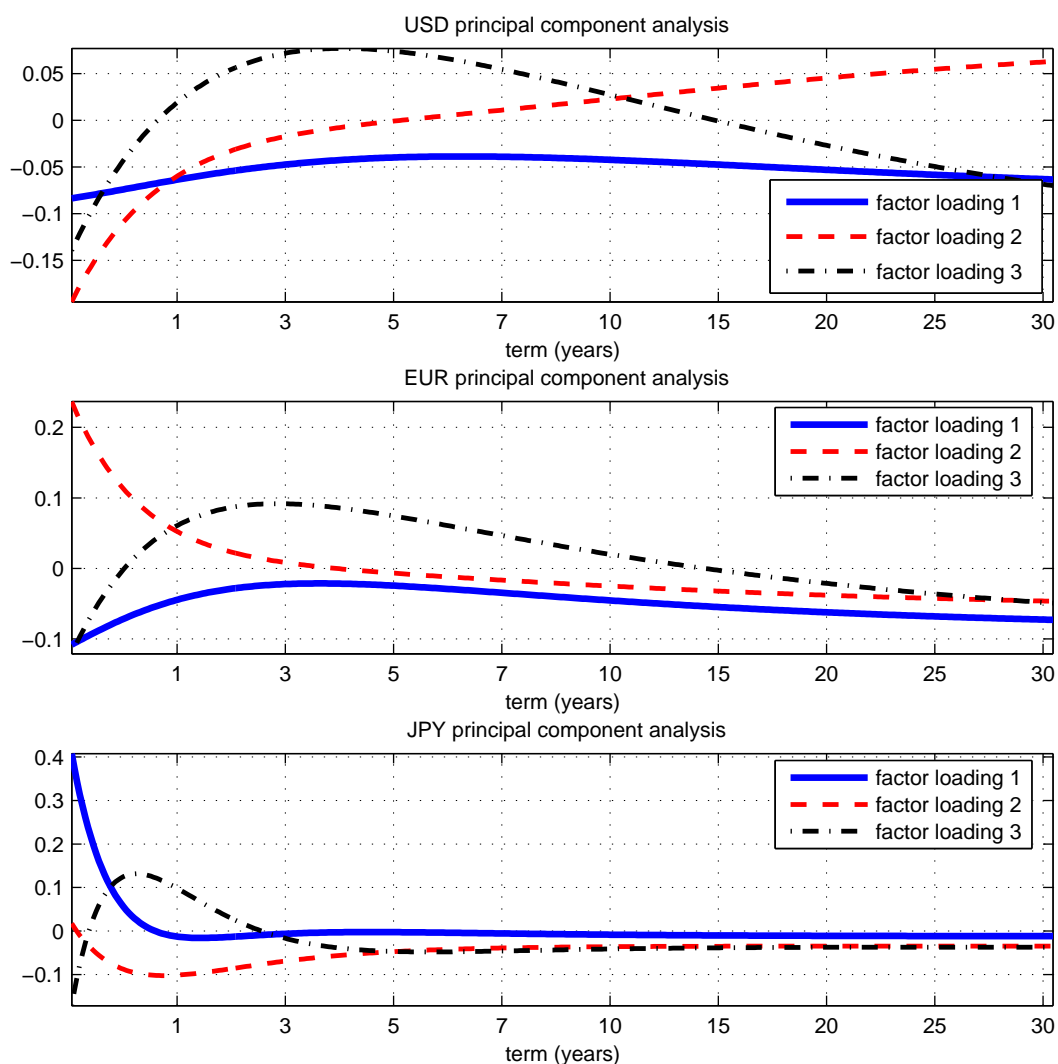 USD principal component analysis
0.05
0
−0.05
−0.1
−0.15
factor loading 1
factor loading 2
factor loading 3
1 3 5 7 10 15 20 25 30
term (years)
EUR principal component analysis
0.2
0.1
0
−0.1
factor loading 1
factor loading 2
factor loading 3
1 3 5 7 10 15 20 25 30
term (years)
JPY principal component analysis
0.4
0.3
0.2
0.1
0
−0.1
factor loading 1
factor loading 2
factor loading 3
1 3 5 7 10 15 20 25 30
term (years)